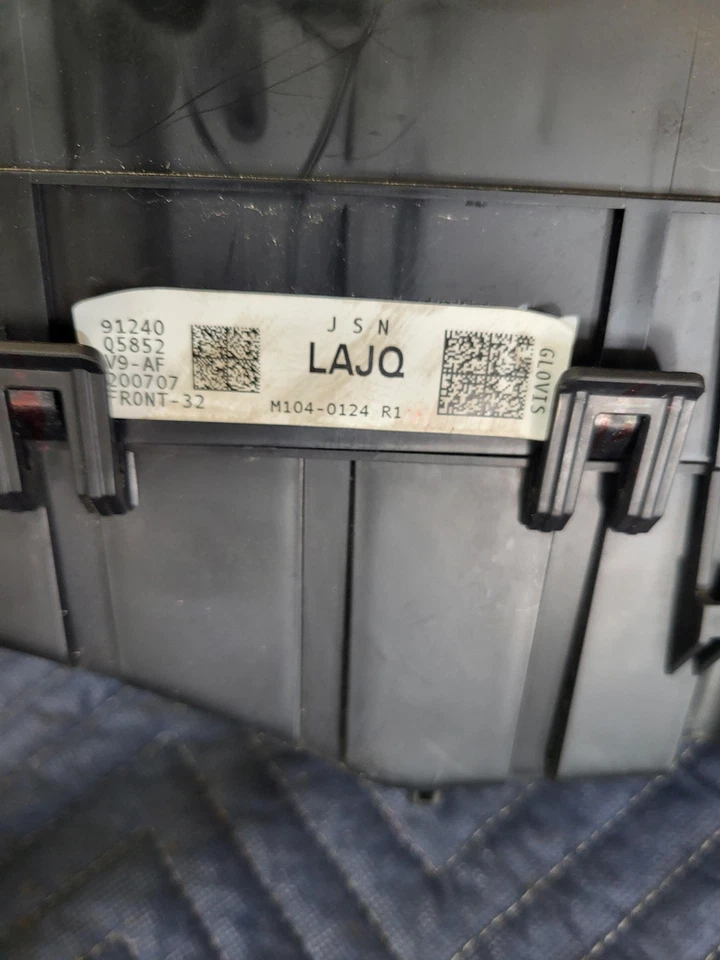 91240
Q5852
V9-AF
200707
FRONT-32
JSN
LAJQ
M104-0124 R1
GLOVIS